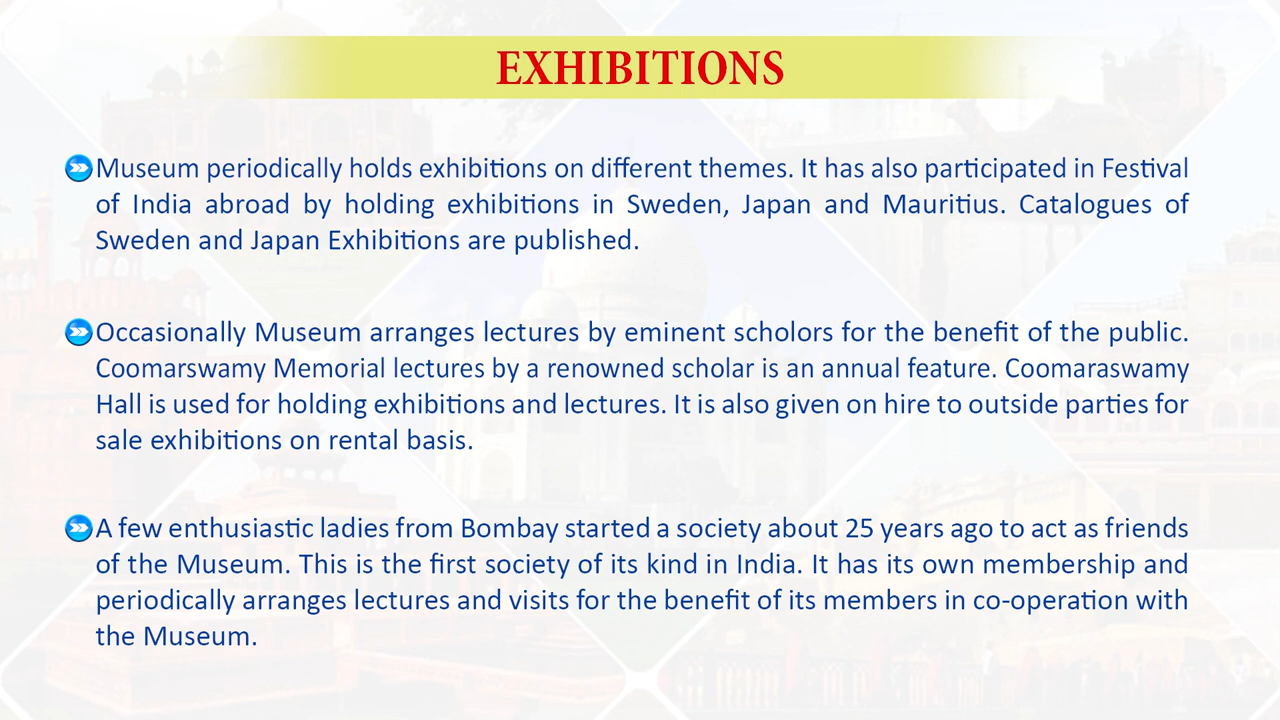 EXHIBITIONS
Museum periodically holds exhibitions on different themes. It has also participated in Festival
of India abroad by holding exhibitions in Sweden, Japan and Mauritius. Catalogues of
Sweden and Japan Exhibitions are published.
Occasionally Museum arranges lectures by eminent scholors for the benefit of the public.
Coomarswamy Memorial lectures by a renowned scholar is an annual feature. Coomaraswamy
Hall is used for holding exhibitions and lectures. It is also given on hire to outside parties for
sale exhibitions on rental basis.
A few enthusiastic ladies from Bombay started a society about 25 years ago to act as friends
of the Museum. This is the first society of its kind in India. It has its own membership and
periodically arranges lectures and visits for the benefit of its members in co-operation with
the Museum.